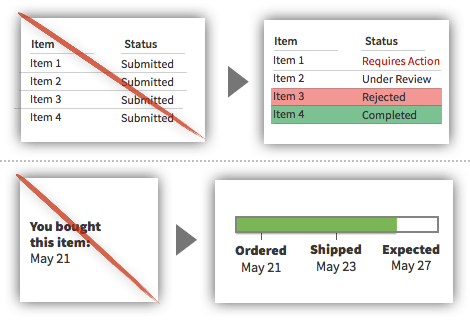 Item Status
Item 1 Submitted
Item 2 Submitted
Item 3 Submitted
Item 4 Submitted
Item Status
Item 1 Requires Action
Item 2 Under Review
Item 3 Rejected
Item 4 Completed
You bought
this item:
May 21
Ordered Shipped Expected
May 21 May 23 May 27